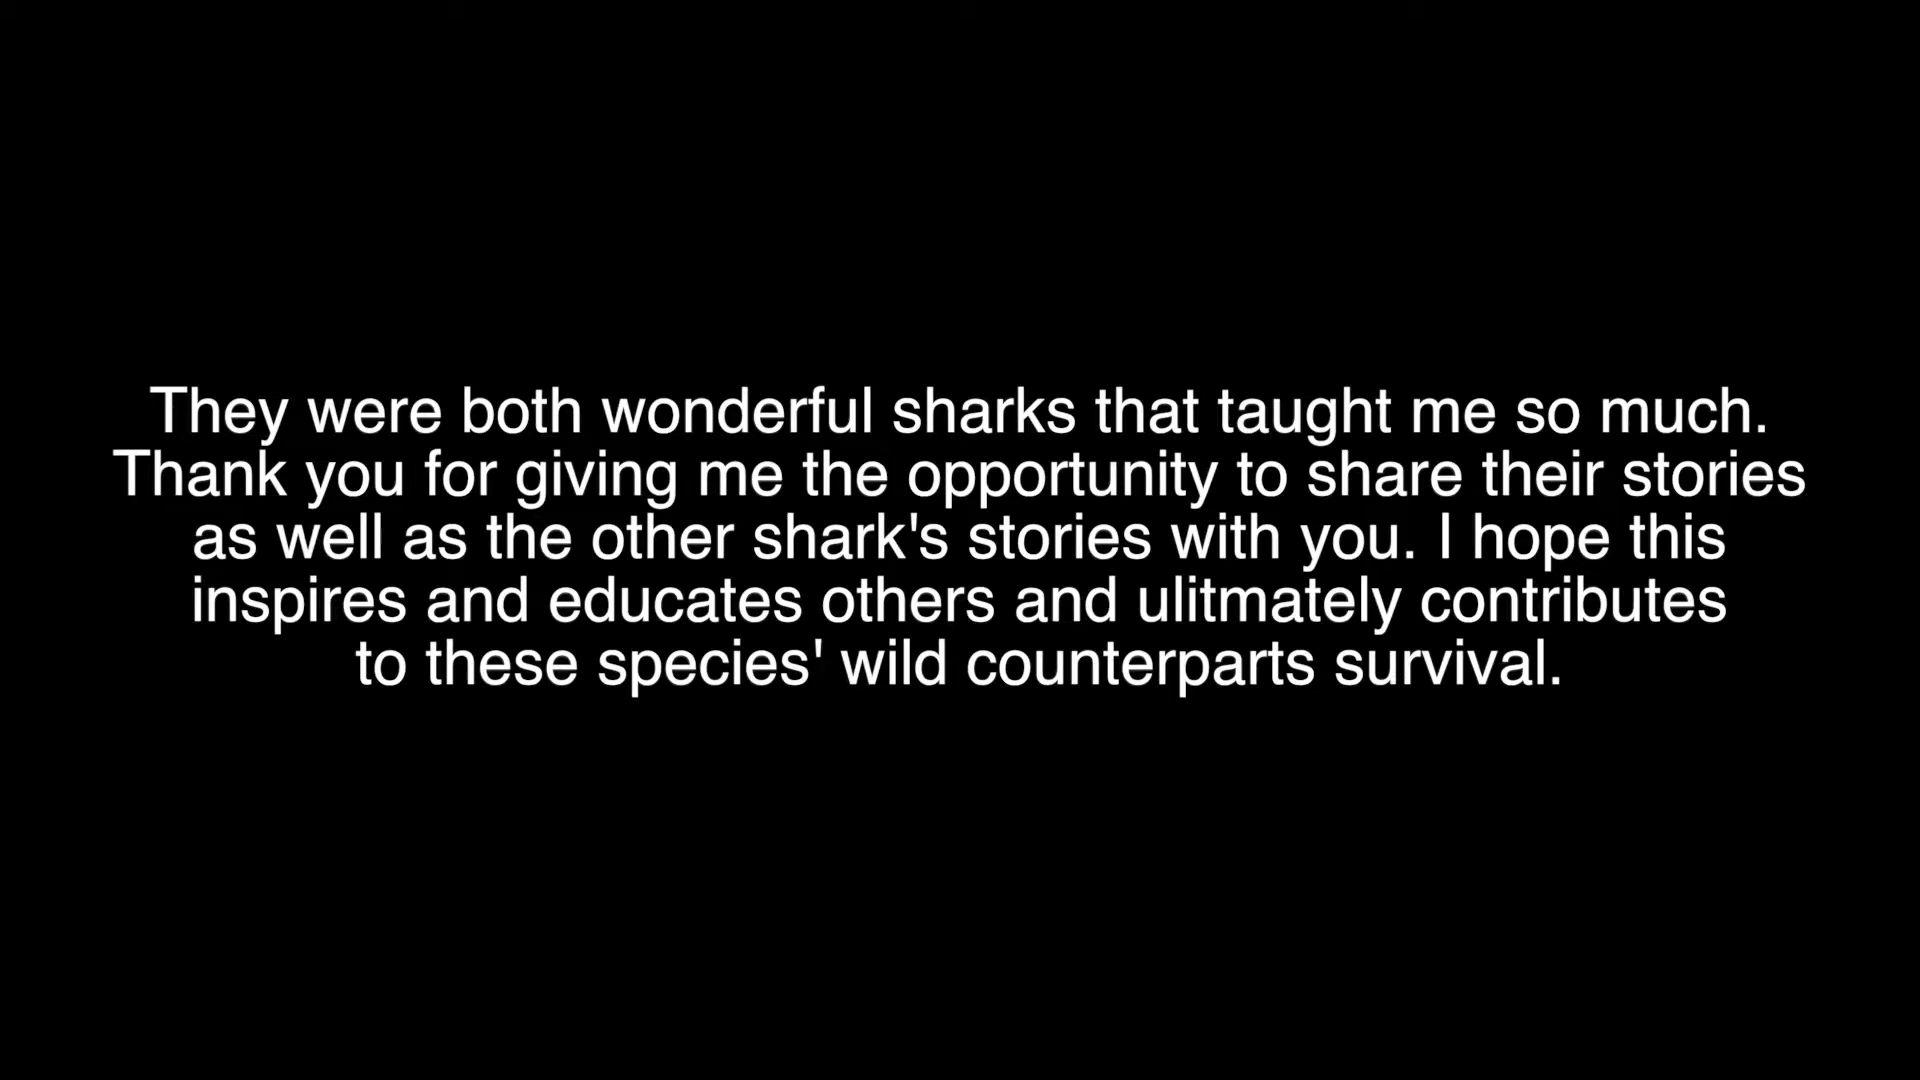 They were both wonderful sharks that taught me so much.
Thank you for giving me the opportunity to share their stories
as well as the other shark's stories with you. I hope this
inspires and educates others and ulitmately contributes
to these species' wild counterparts survival.